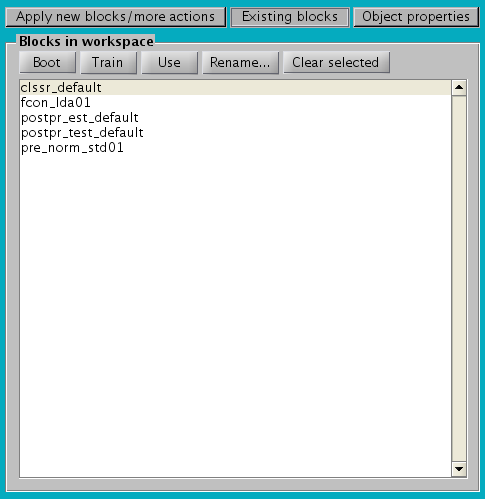 Apply new blocks/more actions Existing blocks Object properties
Blocks in workspace
Boot Train Use Rename... Clear selected
clssr_default
fcon_lda01
postpr_est_default
postpr_test_default
pre_norm_std01